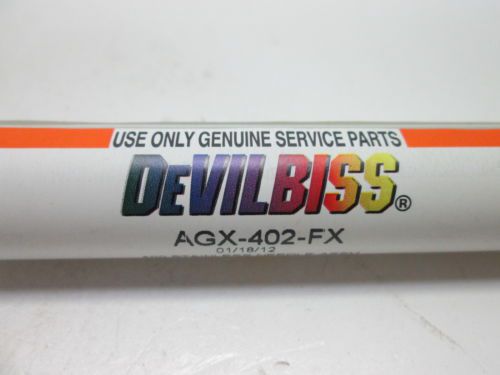 USE ONLY GENUINE SERVICE PARTS
DEVILBISS®
AGX-402-FX
01/18/12